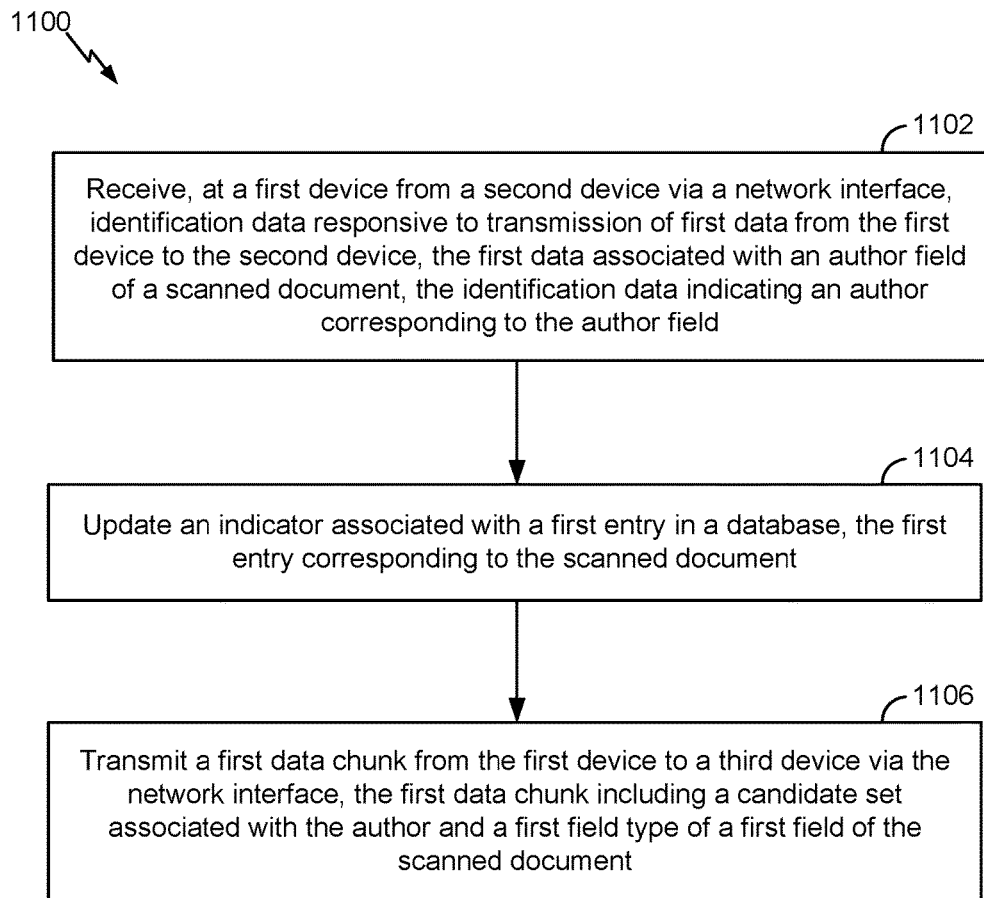 1100
1102
Receive, at a first device from a second device via a network interface,
identification data responsive to transmission of first data from the first
device to the second device, the first data associated with an author field
of a scanned document, the identification data indicating an author
corresponding to the author field
1104
Update an indicator associated with a first entry in a database, the first
entry corresponding to the scanned document
1106
Transmit a first data chunk from the first device to a third device via the
network interface, the first data chunk including a candidate set
associated with the author and a first field type of a first field of the
scanned document